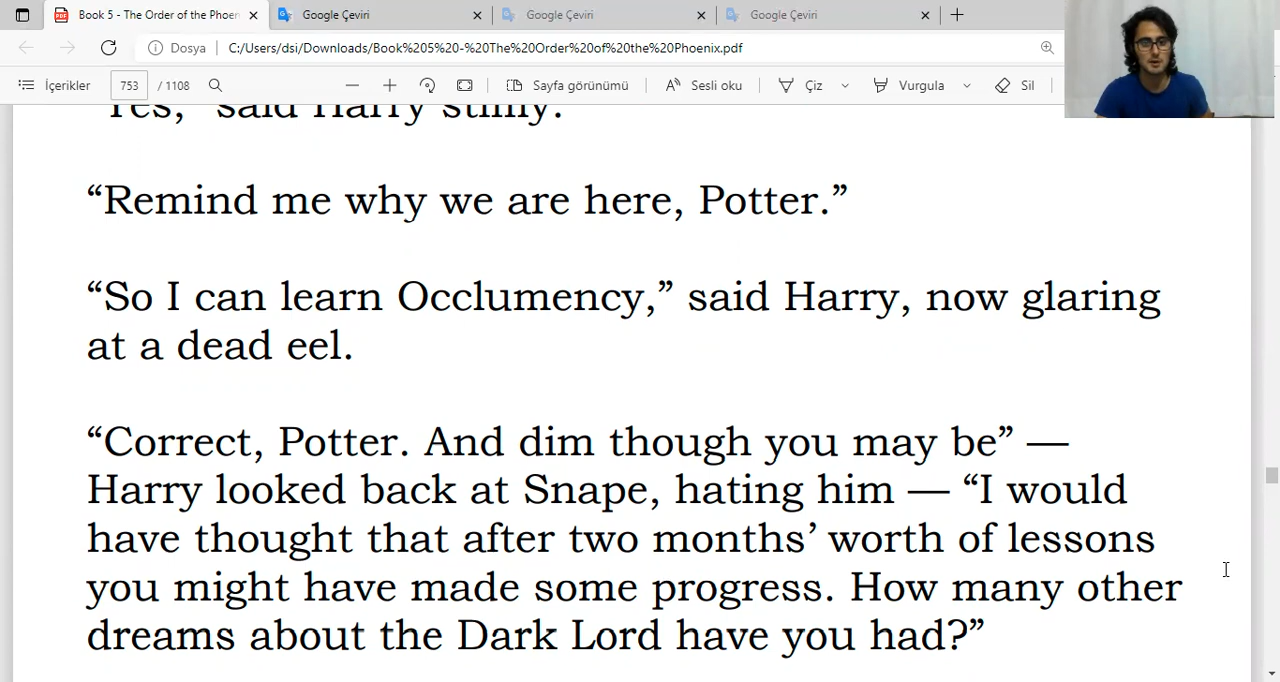 Book 5 - The Order of the Phoen
Google Çeviri
Google Çeviri
Google Çeviri
Dosya
C:/Users/dsi/Downloads/Book%205%20-%20The%20Order%20of%20the%20Phoenix.pdf
İçerikler
753 / 1108
Sayfa görünümü
Sesli oku
Çiz
Vurgula
Sil
"Yes," said Harry stiffly.
“Remind me why we are here, Potter.”
“So I can learn Occlumency,” said Harry, now glaring
at a dead eel.
“Correct, Potter. And dim though you may be” —
Harry looked back at Snape, hating him — “I would
have thought that after two months’ worth of lessons
you might have made some progress. How many other
dreams about the Dark Lord have you had?”